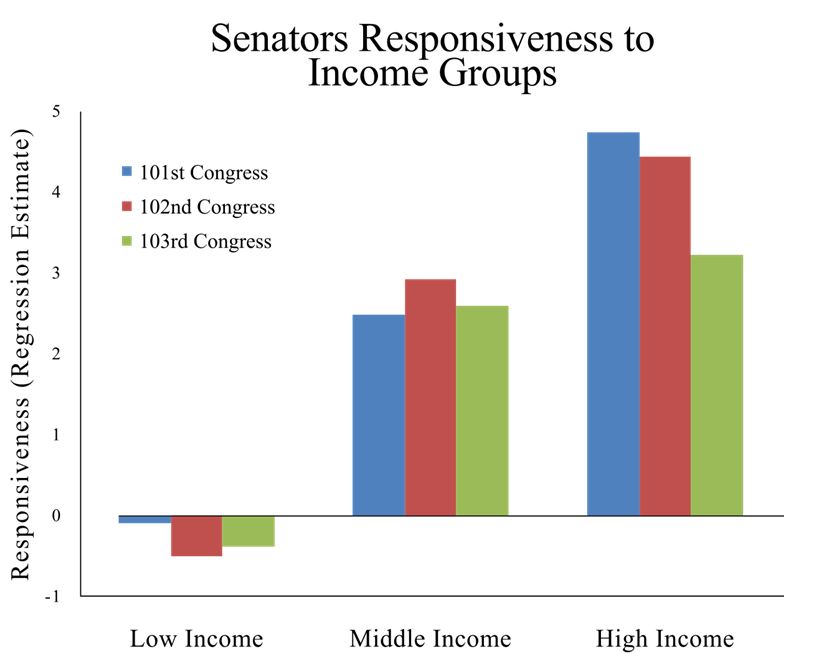 Senators Responsiveness to
Income Groups
Responsiveness (Regression Estimate)
5
4
3
2
1
0
-1
101st Congress
102nd Congress
103rd Congress
Low Income
Middle Income
High Income